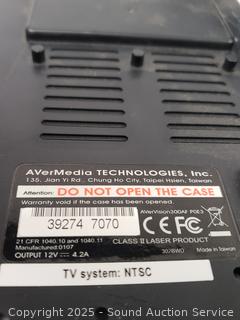 AVerMedia TECHNOLOGIES, Inc.
135, Jian Yi Rd., Chung Ho City, Taipei Hsien, Taiwan
Attention: DO NOT OPEN THE CASE
Warranty void if the case has been opened.
AVerVision300AF P0E3
39274 7070
21 CFR 1040.10 and 1040.11
Manufactured:0107
CLASS II LASER PRODUCT
OUTPUT 12V 4.2A
Made in Taiwan
TV system: NTSC
Copyright 2025 - Sound Auction Service